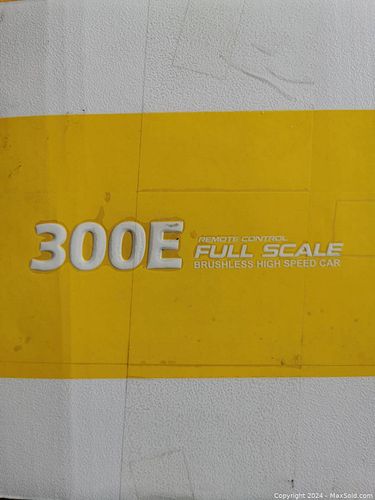 300E
REMOTE CONTROL
FULL SCALE
BRUSHLESS HIGH SPEED CAR
Copyright © 2024 - MaxSold.com